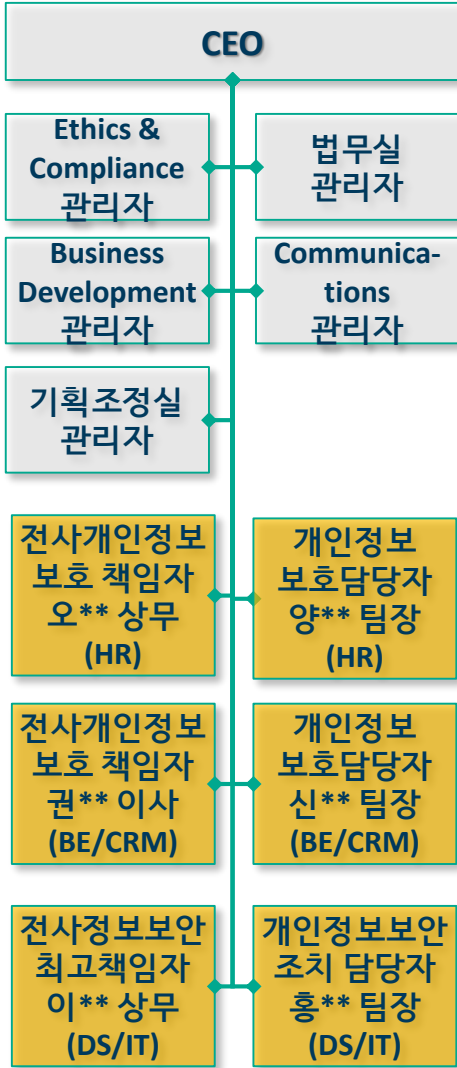 CEO
Ethics &
Compliance
관리자
법무실
관리자
Business
Development
관리자
Communica-
tions
관리자
기획조정실
관리자
전사개인정보
보호 책임자
오** 상무
(HR)
개인정보
보호담당자
양** 팀장
(HR)
전사개인정보
보호 책임자
권** 이사
(BE/CRM)
개인정보
보호담당자
신** 팀장
(BE/CRM)
전사정보보안
최고책임자
이** 상무
(DS/IT)
개인정보보안
조치 담당자
홍** 팀장
(DS/IT)